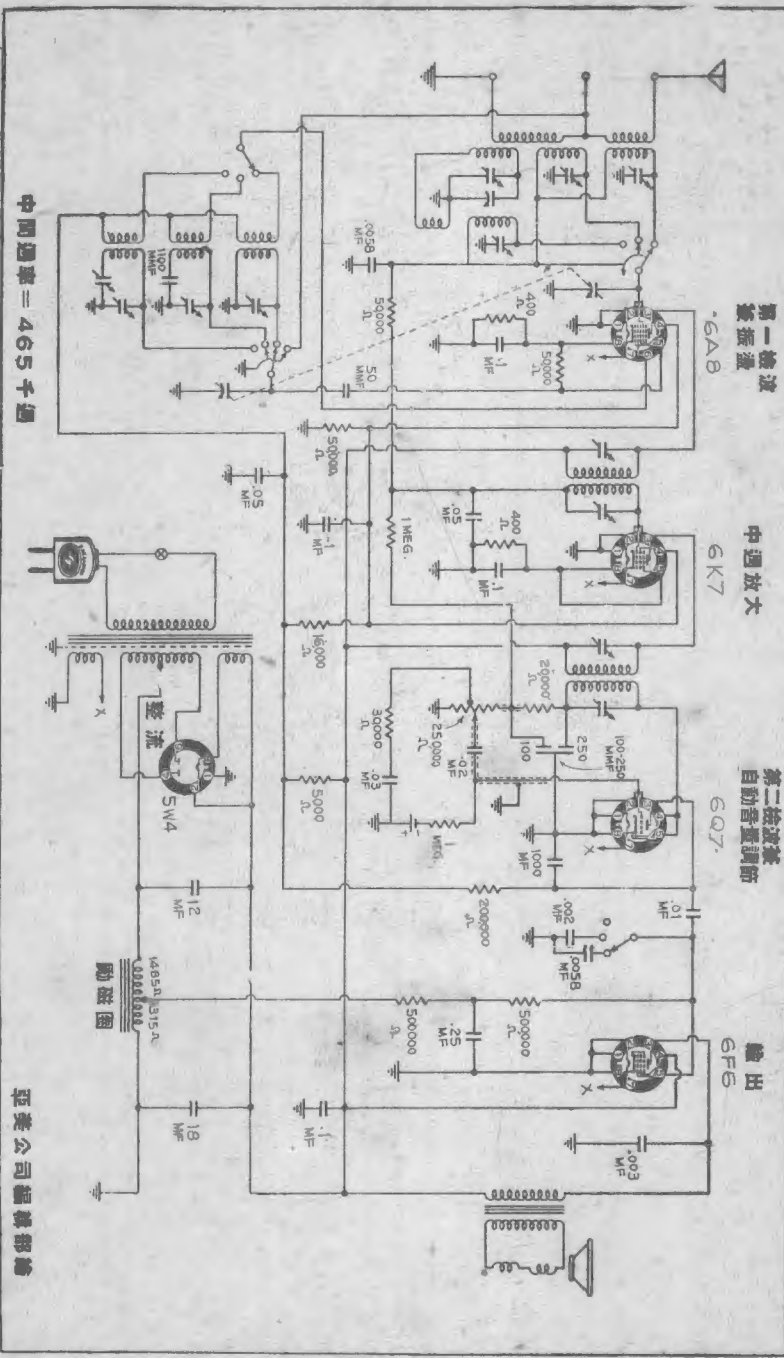 第一檢波
兼振盪
6A8
中週放大
6K7
第二檢波兼
自動音量調節
6Q7
輸出
6F6
400
Ω
.1
MF
50000
Ω
.0058
MF
50000
Ω
50
MMF
1100
MMF
中間週率=465千週
400
Ω
.05
MF
.1
MF
1 MEG.
50000
Ω
.1
MF
.05
MF
16000
Ω
20000
Ω
250000
Ω
100
250
100-250
MMF
.02
MF
30000
Ω
.03
MF
1
MEG.
1000
MF
5000
Ω
200000
Ω
.01
MF
.002
MF
.0058
MF
500000
Ω
.25
MF
500000
Ω
.003
MF
.1
MF
X
X
X
X
X
整流
5W4
12
MF
1485Ω
315Ω
勵磁圈
18
MF
亞美公司編輯部繪